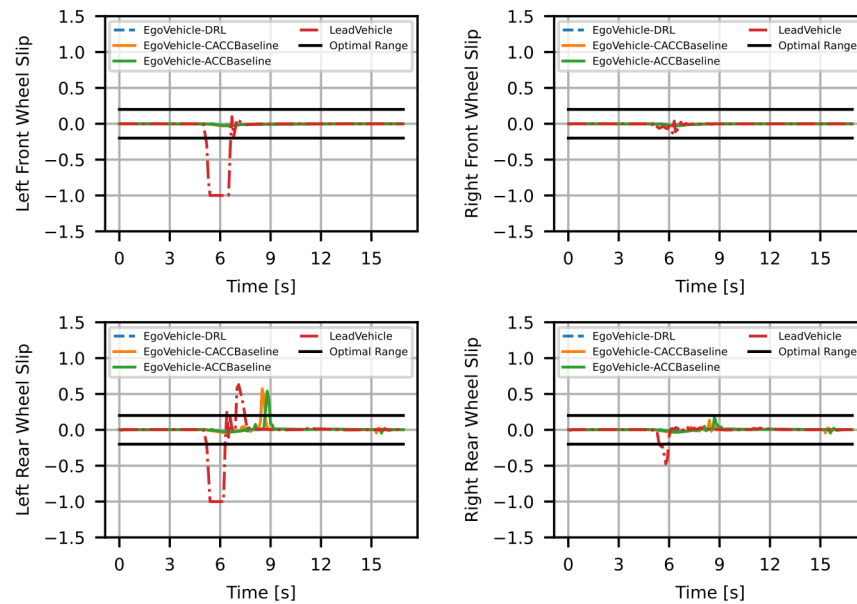 1.5
1.0
0.5
0.0
−0.5
−1.0
−1.5
Left Front Wheel Slip
EgoVehicle-DRL
EgoVehicle-CACCBaseline
EgoVehicle-ACCBaseline
LeadVehicle
Optimal Range
0 3 6 9 12 15
Time [s]
1.5
1.0
0.5
0.0
−0.5
−1.0
−1.5
Right Front Wheel Slip
EgoVehicle-DRL
EgoVehicle-CACCBaseline
EgoVehicle-ACCBaseline
LeadVehicle
Optimal Range
0 3 6 9 12 15
Time [s]
1.5
1.0
0.5
0.0
−0.5
−1.0
−1.5
Left Rear Wheel Slip
EgoVehicle-DRL
EgoVehicle-CACCBaseline
EgoVehicle-ACCBaseline
LeadVehicle
Optimal Range
0 3 6 9 12 15
Time [s]
1.5
1.0
0.5
0.0
−0.5
−1.0
−1.5
Right Rear Wheel Slip
EgoVehicle-DRL
EgoVehicle-CACCBaseline
EgoVehicle-ACCBaseline
LeadVehicle
Optimal Range
0 3 6 9 12 15
Time [s]